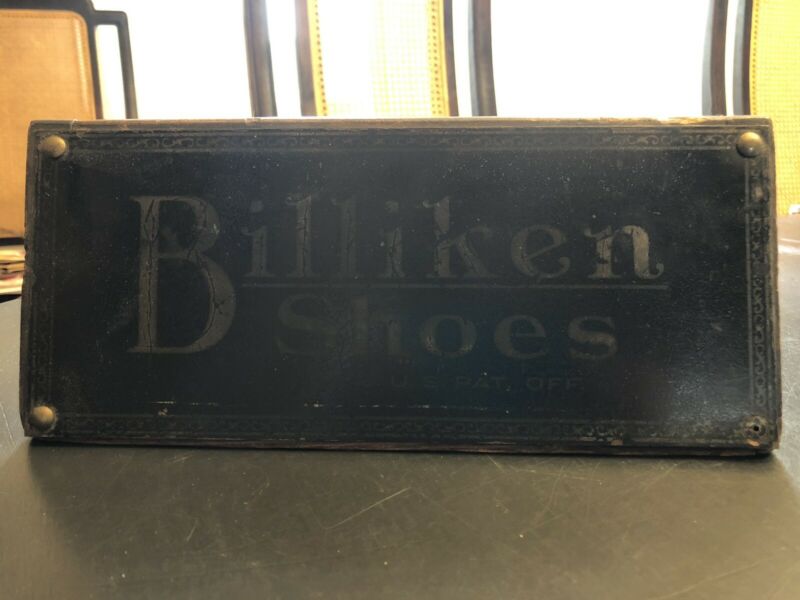 Billiken
Shoes
U.S. PAT. OFF.